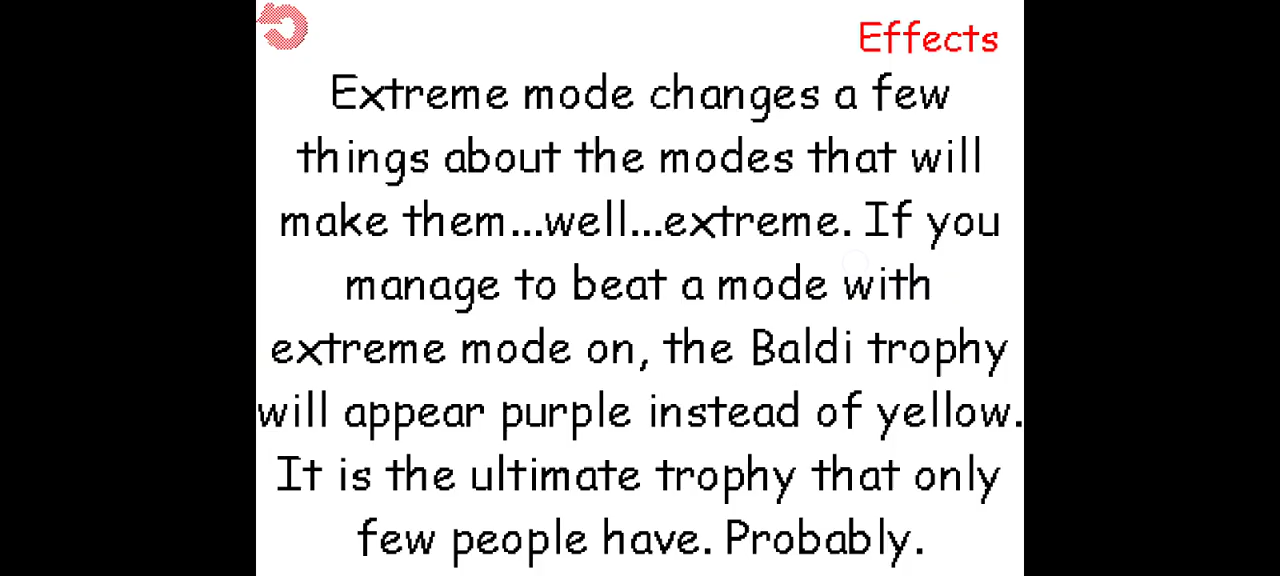 Effects
Extreme mode changes a few
things about the modes that will
make them...well...extreme. If you
manage to beat a mode with
extreme mode on, the Baldi trophy
will appear purple instead of yellow.
It is the ultimate trophy that only
few people have. Probably.